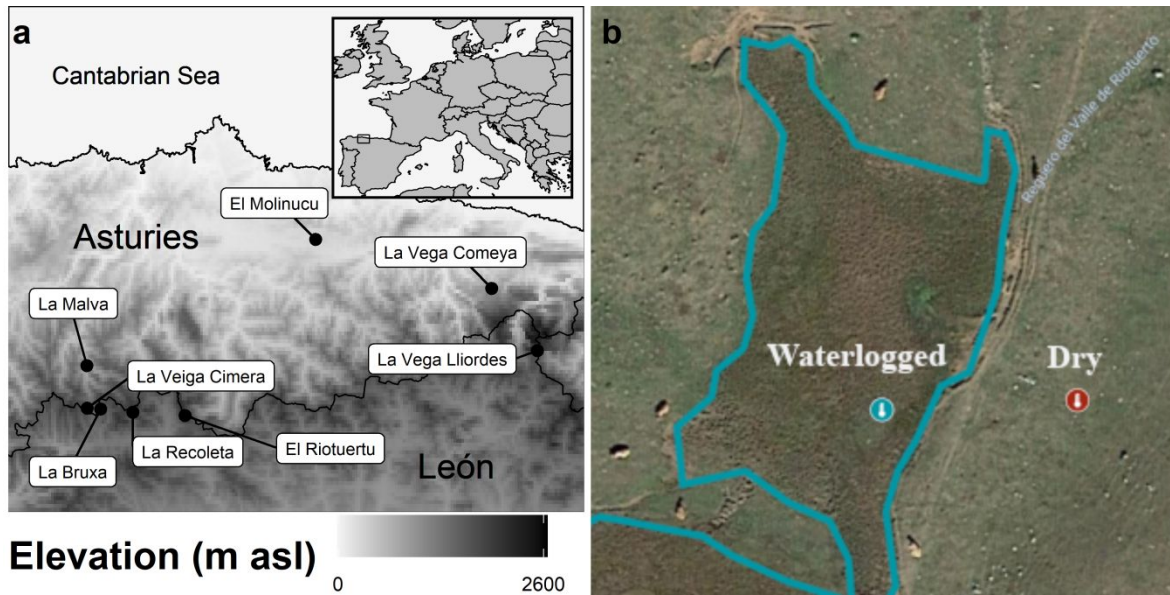 a
Cantabrian Sea
El Molinucu
Asturies
La Vega Comeya
La Malva
La Vega Lliordes
La Veiga Cimera
La Bruxa
La Recoleta
El Riotuertu
León
Elevation (m asl)
0
2600
b
Reguero del Valle de Riotuerto
Waterlogged
Dry